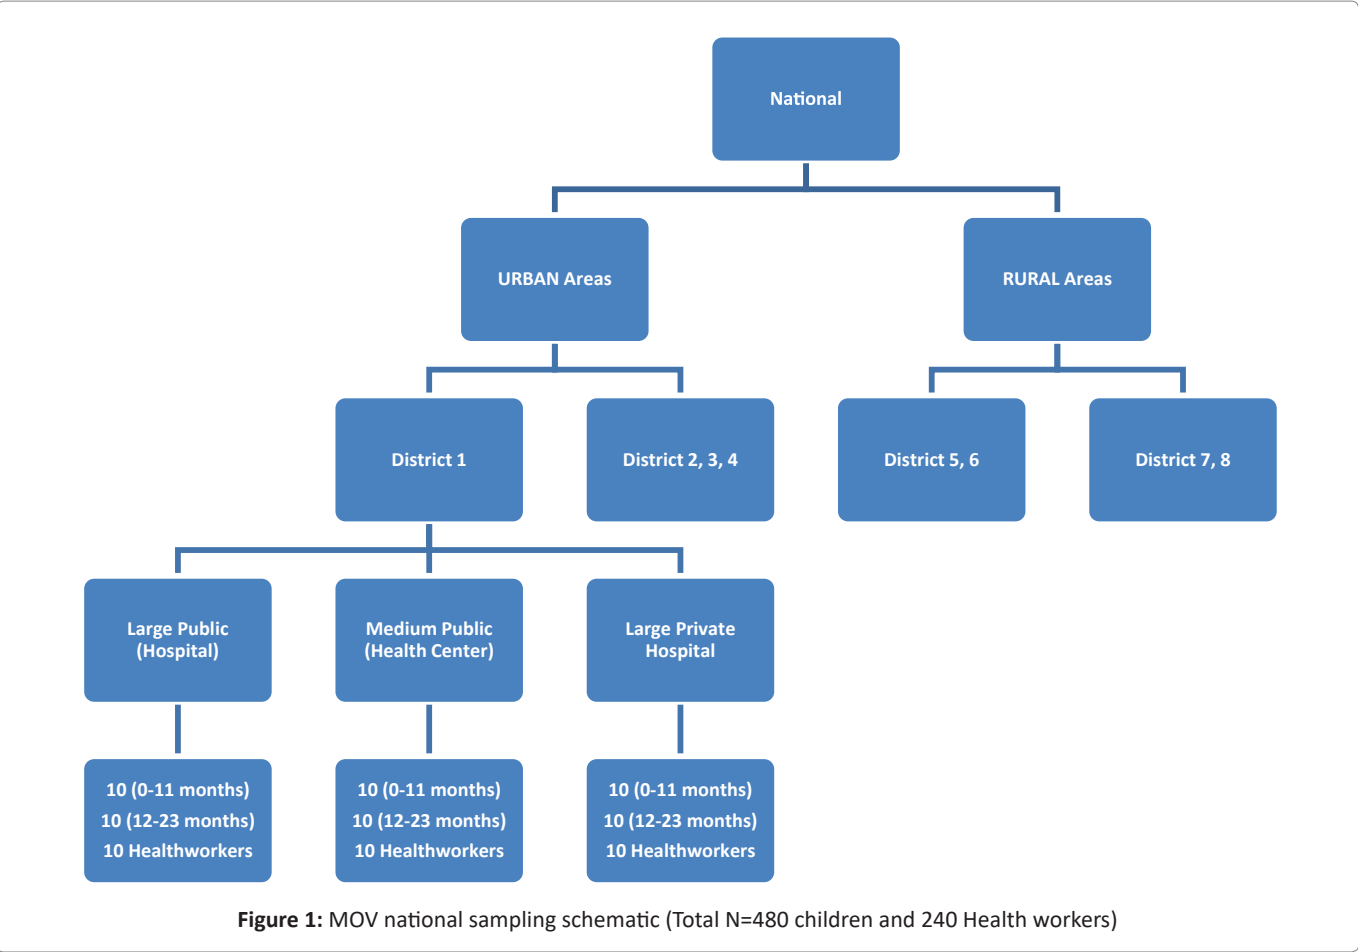 National
URBAN Areas
RURAL Areas
District 1
District 2, 3, 4
District 5, 6
District 7, 8
Large Public
(Hospital)
Medium Public
(Health Center)
Large Private
Hospital
10 (0-11 months)
10 (12-23 months)
10 Healthworkers
10 (0-11 months)
10 (12-23 months)
10 Healthworkers
10 (0-11 months)
10 (12-23 months)
10 Healthworkers
Figure 1: MOV national sampling schematic (Total N=480 children and 240 Health workers)